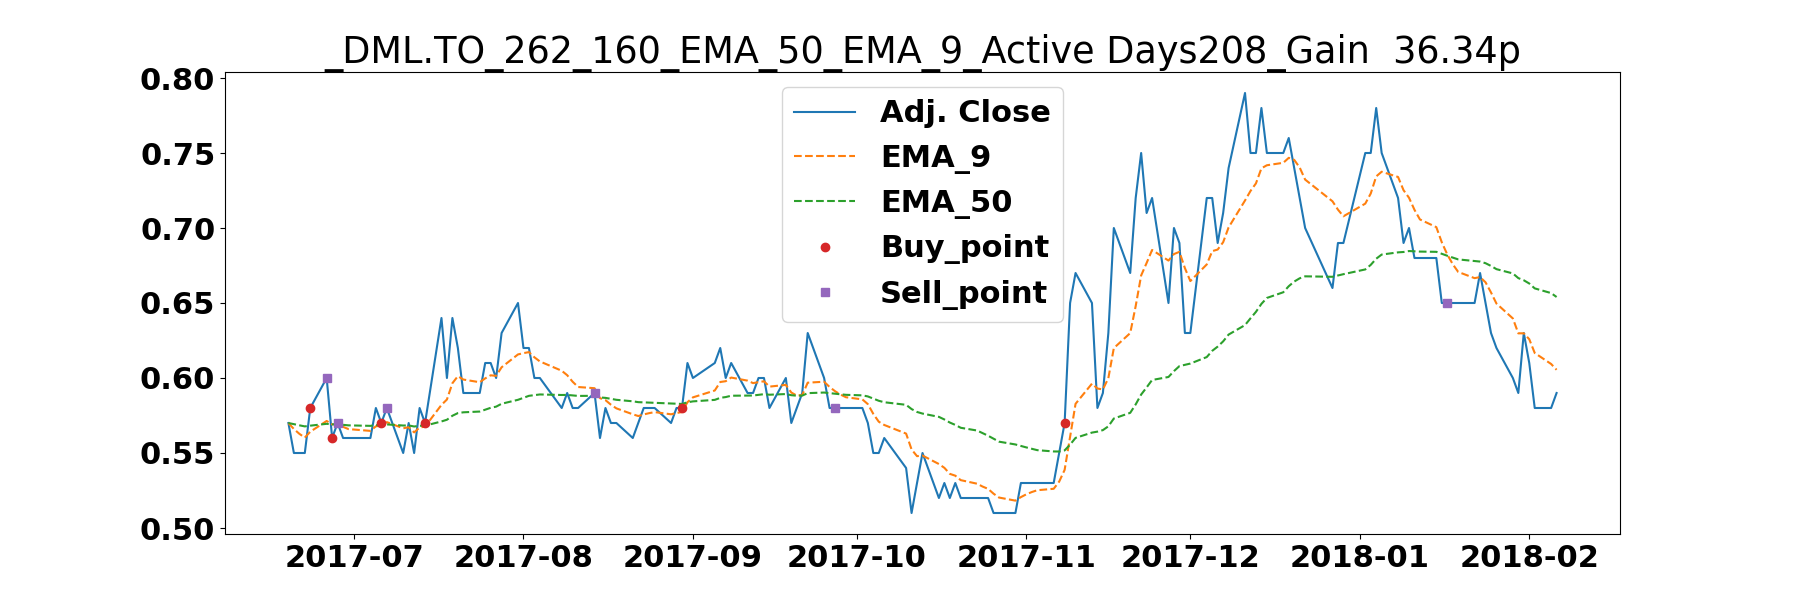 _DML.TO_262_160_EMA_50_EMA_9_Active Days208_Gain  36.34p
0.80
0.75
0.70
0.65
0.60
0.55
0.50
Adj. Close
EMA_9
EMA_50
Buy_point
Sell_point
2017-07 2017-08 2017-09 2017-10 2017-11 2017-12 2018-01 2018-02